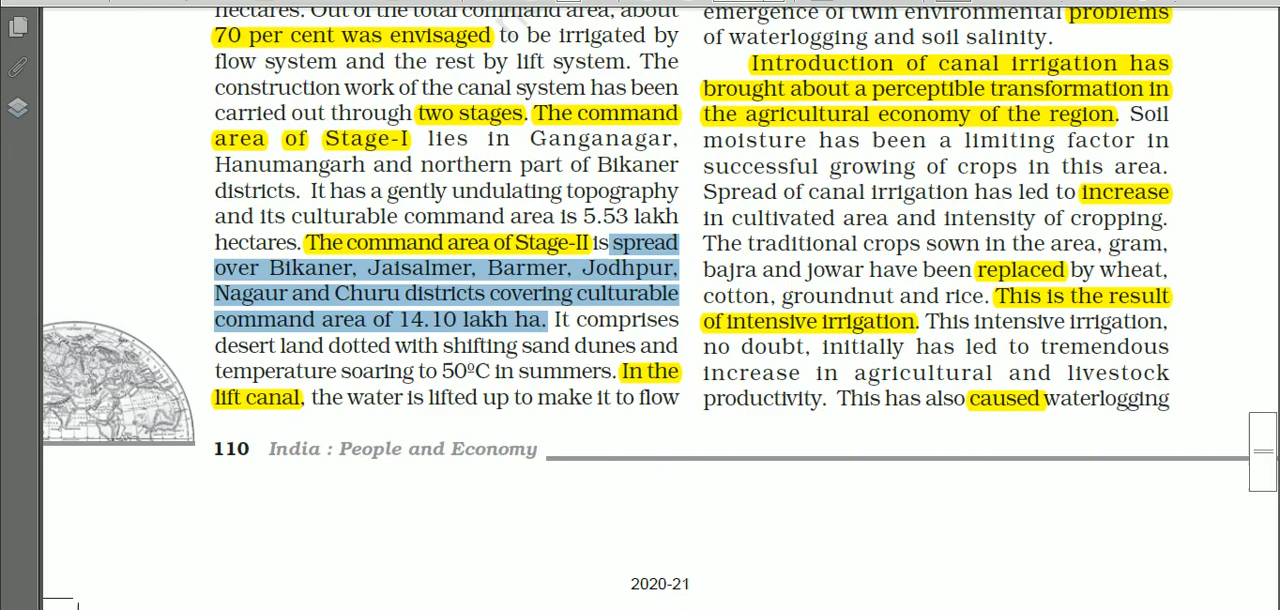 hectares. Out of the total command area, about
70 per cent was envisaged to be irrigated by
flow system and the rest by lift system. The
construction work of the canal system has been
carried out through two stages. The command
area of Stage-I lies in Ganganagar,
Hanumangarh and northern part of Bikaner
districts. It has a gently undulating topography
and its culturable command area is 5.53 lakh
hectares. The command area of Stage-II is spread
over Bikaner, Jaisalmer, Barmer, Jodhpur,
Nagaur and Churu districts covering culturable
command area of 14.10 lakh ha. It comprises
desert land dotted with shifting sand dunes and
temperature soaring to 50ºC in summers. In the
lift canal, the water is lifted up to make it to flow
emergence of twin environmental problems
of waterlogging and soil salinity.
Introduction of canal irrigation has
brought about a perceptible transformation in
the agricultural economy of the region. Soil
moisture has been a limiting factor in
successful growing of crops in this area.
Spread of canal irrigation has led to increase
in cultivated area and intensity of cropping.
The traditional crops sown in the area, gram,
bajra and jowar have been replaced by wheat,
cotton, groundnut and rice. This is the result
of intensive irrigation. This intensive irrigation,
no doubt, initially has led to tremendous
increase in agricultural and livestock
productivity. This has also caused waterlogging
110 India : People and Economy
2020-21